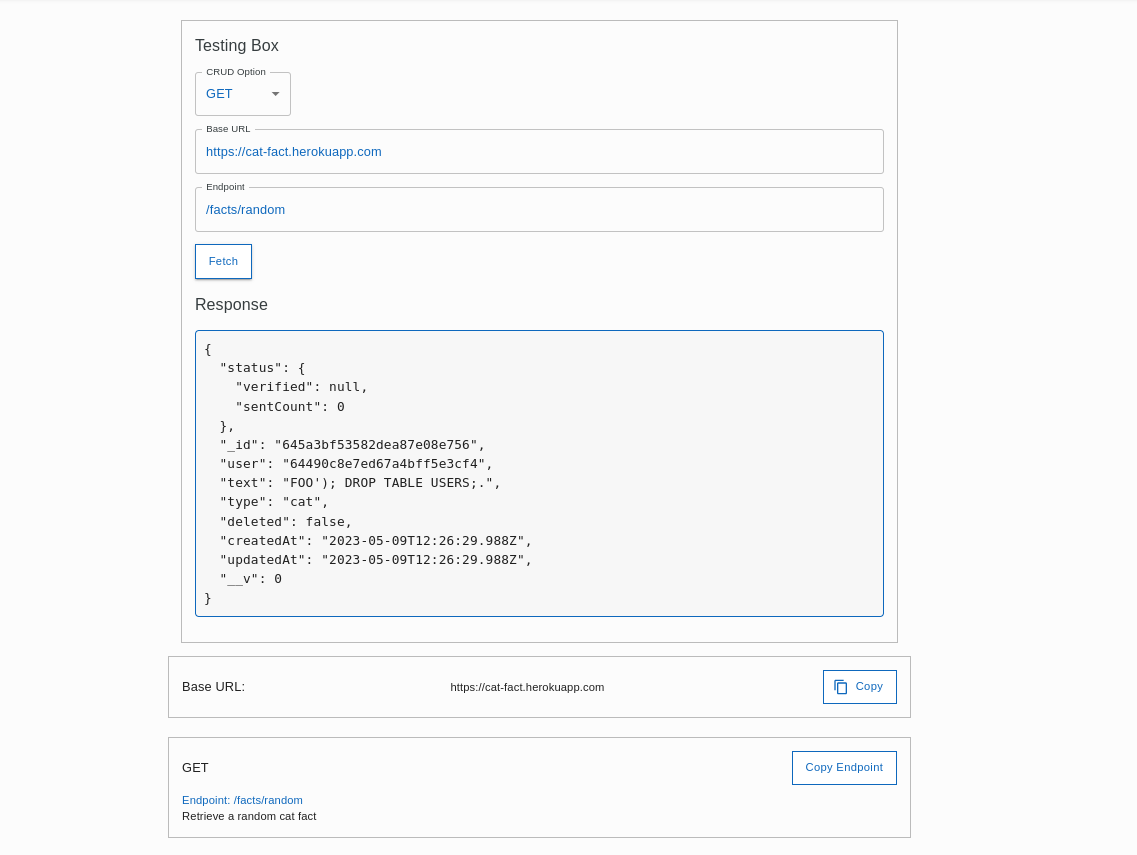 Testing Box
CRUD Option
GET
Base URL
https://cat-fact.herokuapp.com
Endpoint
/facts/random
Fetch
Response
{
  "status": {
    "verified": null,
    "sentCount": 0
  },
  "_id": "645a3bf53582dea87e08e756",
  "user": "64490c8e7ed67a4bff5e3cf4",
  "text": "FOO'); DROP TABLE USERS;.",
  "type": "cat",
  "deleted": false,
  "createdAt": "2023-05-09T12:26:29.988Z",
  "updatedAt": "2023-05-09T12:26:29.988Z",
  "__v": 0
}
Base URL: https://cat-fact.herokuapp.com Copy
GET Copy Endpoint
Endpoint: /facts/random
Retrieve a random cat fact